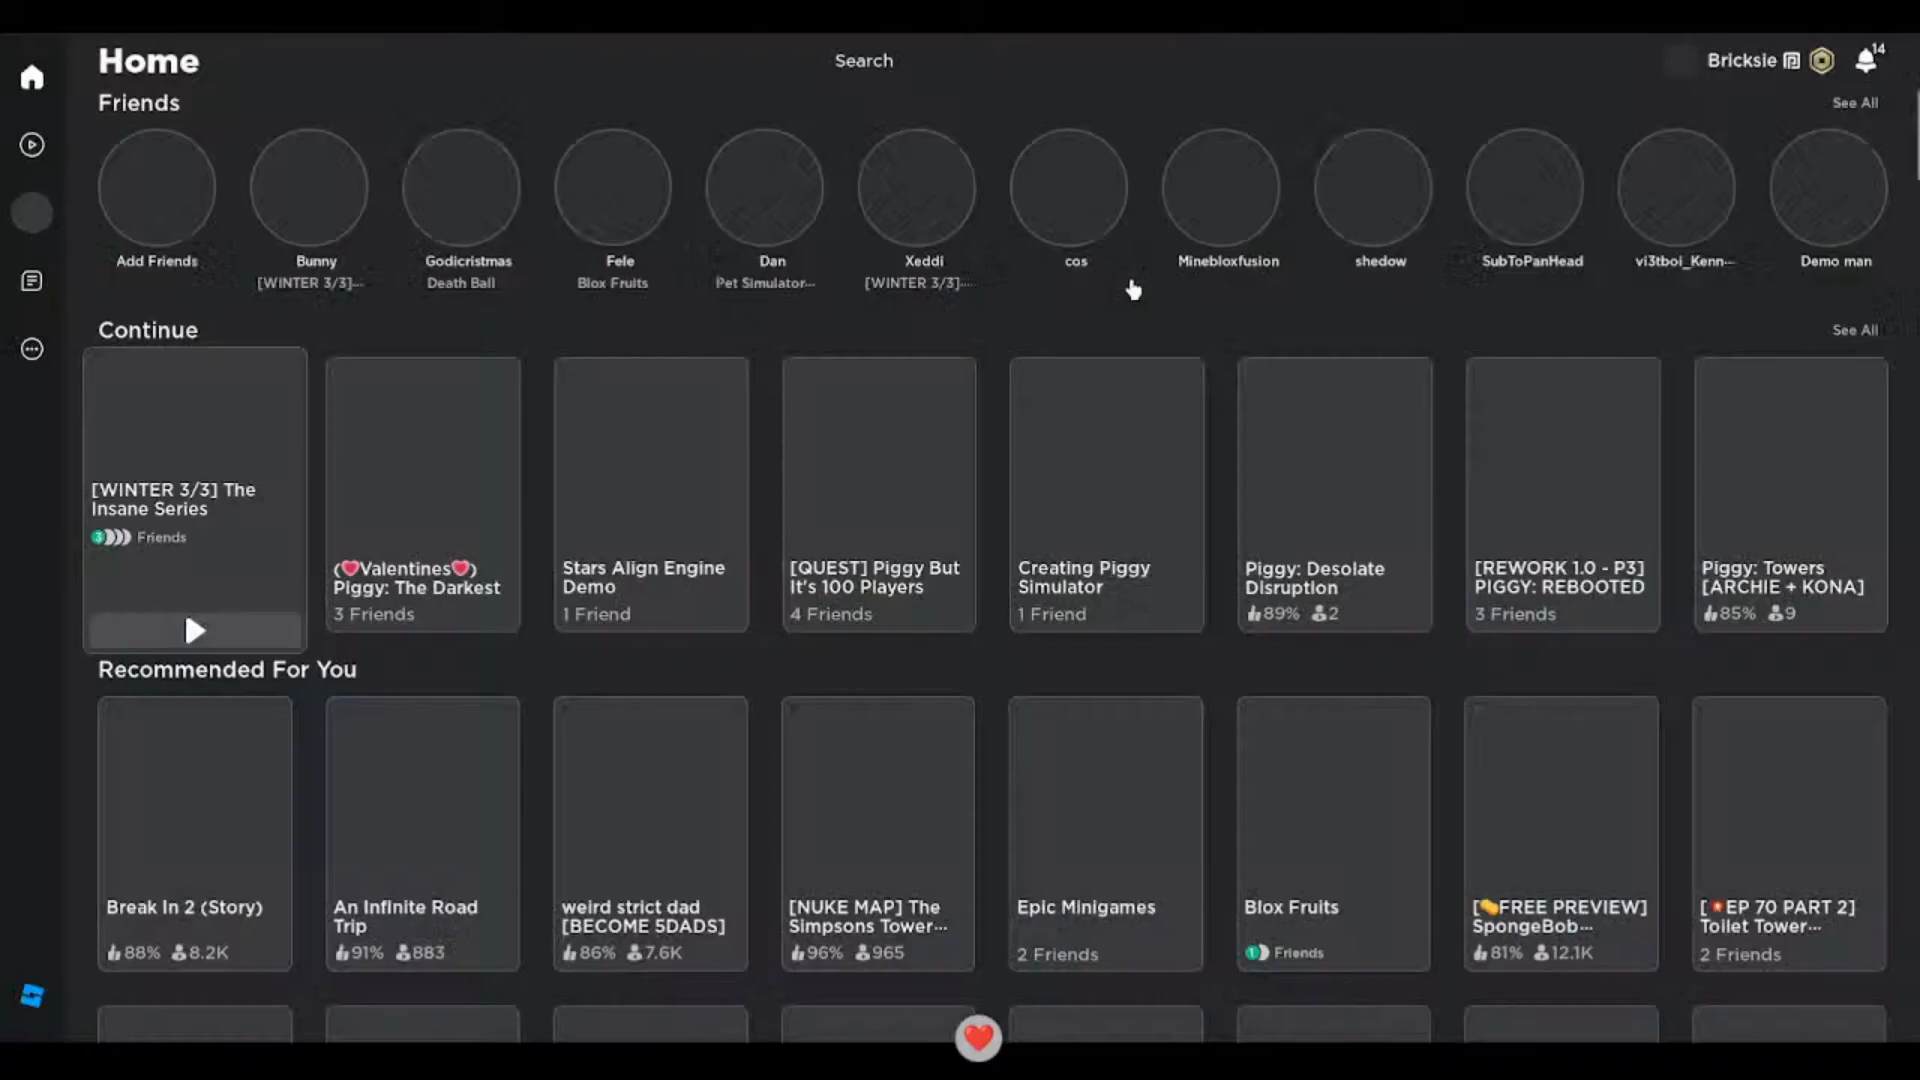 Home
Search
Bricksie
14
Friends
See All
Add Friends
Bunny
Godicristmas
Fele
Dan
Xeddi
cos
Minebloxfusion
shedow
SubToPanHead
vi3tboi_Kenn...
Demo man
[WINTER 3/3]...
Death Ball
Blox Fruits
Pet Simulator...
[WINTER 3/3]...
Continue
See All
[WINTER 3/3] The
Insane Series
3 Friends
(❤Valentines❤)
Piggy: The Darkest
3 Friends
Stars Align Engine
Demo
1 Friend
[QUEST] Piggy But
It's 100 Players
4 Friends
Creating Piggy
Simulator
1 Friend
Piggy: Desolate
Disruption
89% 2
[REWORK 1.0 - P3]
PIGGY: REBOOTED
3 Friends
Piggy: Towers
[ARCHIE + KONA]
85% 9
Recommended For You
Break In 2 (Story)
88% 8.2K
An Infinite Road
Trip
91% 883
weird strict dad
[BECOME 5DADS]
86% 7.6K
[NUKE MAP] The
Simpsons Tower...
96% 965
Epic Minigames
2 Friends
Blox Fruits
1 Friends
[🧽FREE PREVIEW]
SpongeBob...
81% 12.1K
[💥EP 70 PART 2]
Toilet Tower...
2 Friends